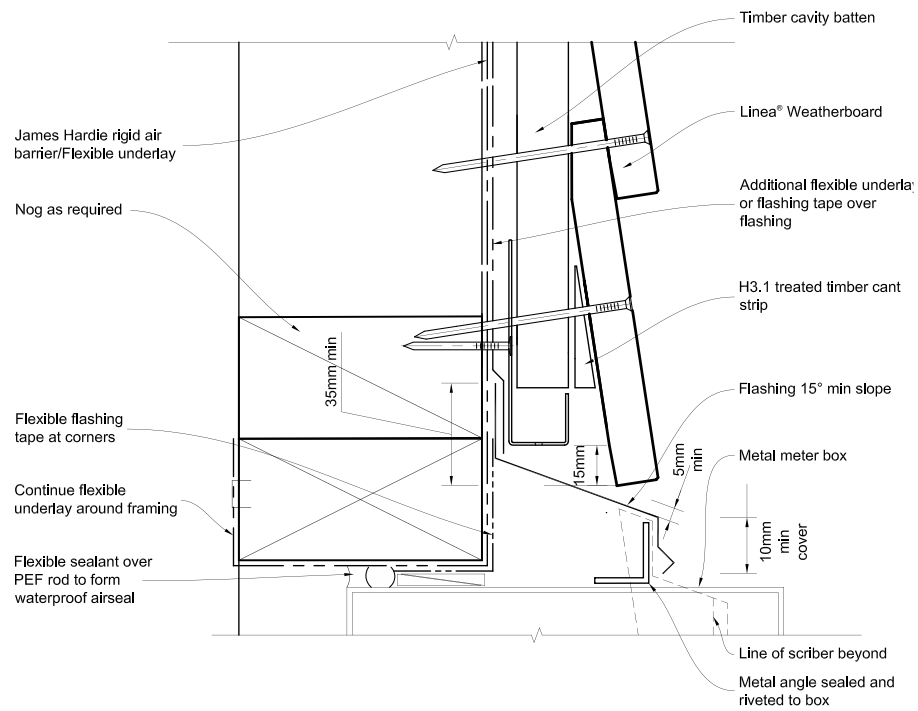 Timber cavity batten
James Hardie rigid air
barrier/Flexible underlay
Linea® Weatherboard
Nog as required
Additional flexible underlay
or flashing tape over
flashing
H3.1 treated timber cant
strip
35mm min
Flashing 15° min slope
Flexible flashing
tape at corners
15mm
5mm
min
Metal meter box
Continue flexible
underlay around framing
10mm
min
cover
Flexible sealant over
PEF rod to form
waterproof airseal
Line of scriber beyond
Metal angle sealed and
riveted to box